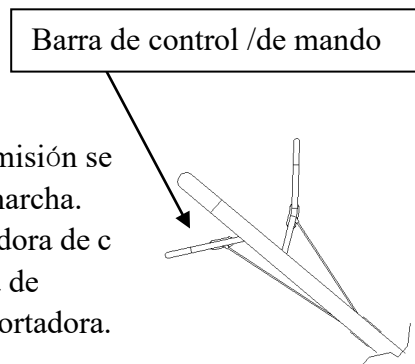 Barra de control /de mando
misión se
marcha.
dora de c
de
ortadora.